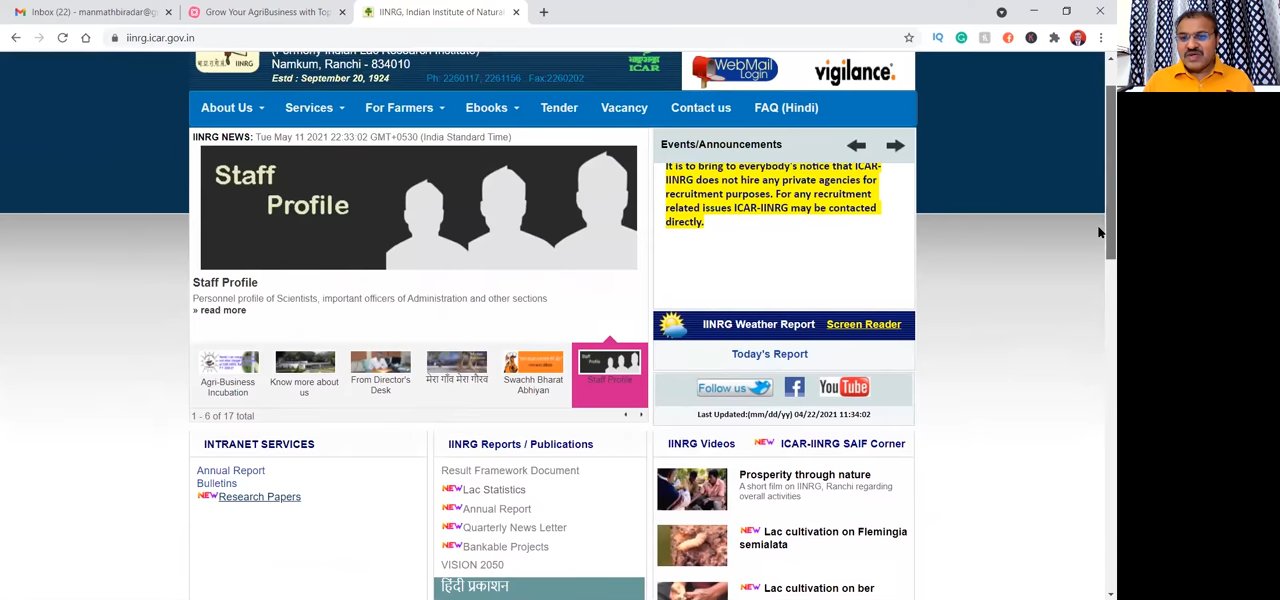 Inbox (22) - manmathbiradar@g
Grow Your AgriBusiness with Top
IINRG, Indian Institute of Natura
iinrg.icar.gov.in
IINRG
Namkum, Ranchi - 834010
Estd : September 20, 1924
Ph: 2260117, 2261156 Fax:2260202
ICAR
WebMail
Login
vigilance.
About Us
Services
For Farmers
Ebooks
Tender
Vacancy
Contact us
FAQ (Hindi)
IINRG NEWS: Tue May 11 2021 22:33:02 GMT+0530 (India Standard Time)
Staff
Profile
Staff Profile
Personnel profile of Scientists, important officers of Administration and other sections
» read more
Agri-Business
Incubation
Know more about
us
From Director's
Desk
मेरा गाँव मेरा गौरव
Swachh Bharat
Abhiyan
Staff Profile
1 - 6 of 17 total
Events/Announcements
It is to bring to everybody's notice that ICAR-
IINRG does not hire any private agencies for
recruitment purposes. For any recruitment
related issues ICAR-IINRG may be contacted
directly.
IINRG Weather Report Screen Reader
Today's Report
Follow us
YouTube
Last Updated:(mm/dd/yy) 04/22/2021 11:34:02
INTRANET SERVICES
Annual Report
Bulletins
NEW Research Papers
IINRG Reports / Publications
Result Framework Document
NEW Lac Statistics
NEW Annual Report
NEW Quarterly News Letter
NEW Bankable Projects
VISION 2050
हिंदी प्रकाशन
IINRG Videos NEW ICAR-IINRG SAIF Corner
Prosperity through nature
A short film on IINRG, Ranchi regarding
overall activities
NEW Lac cultivation on Flemingia
semialata
NEW Lac cultivation on ber